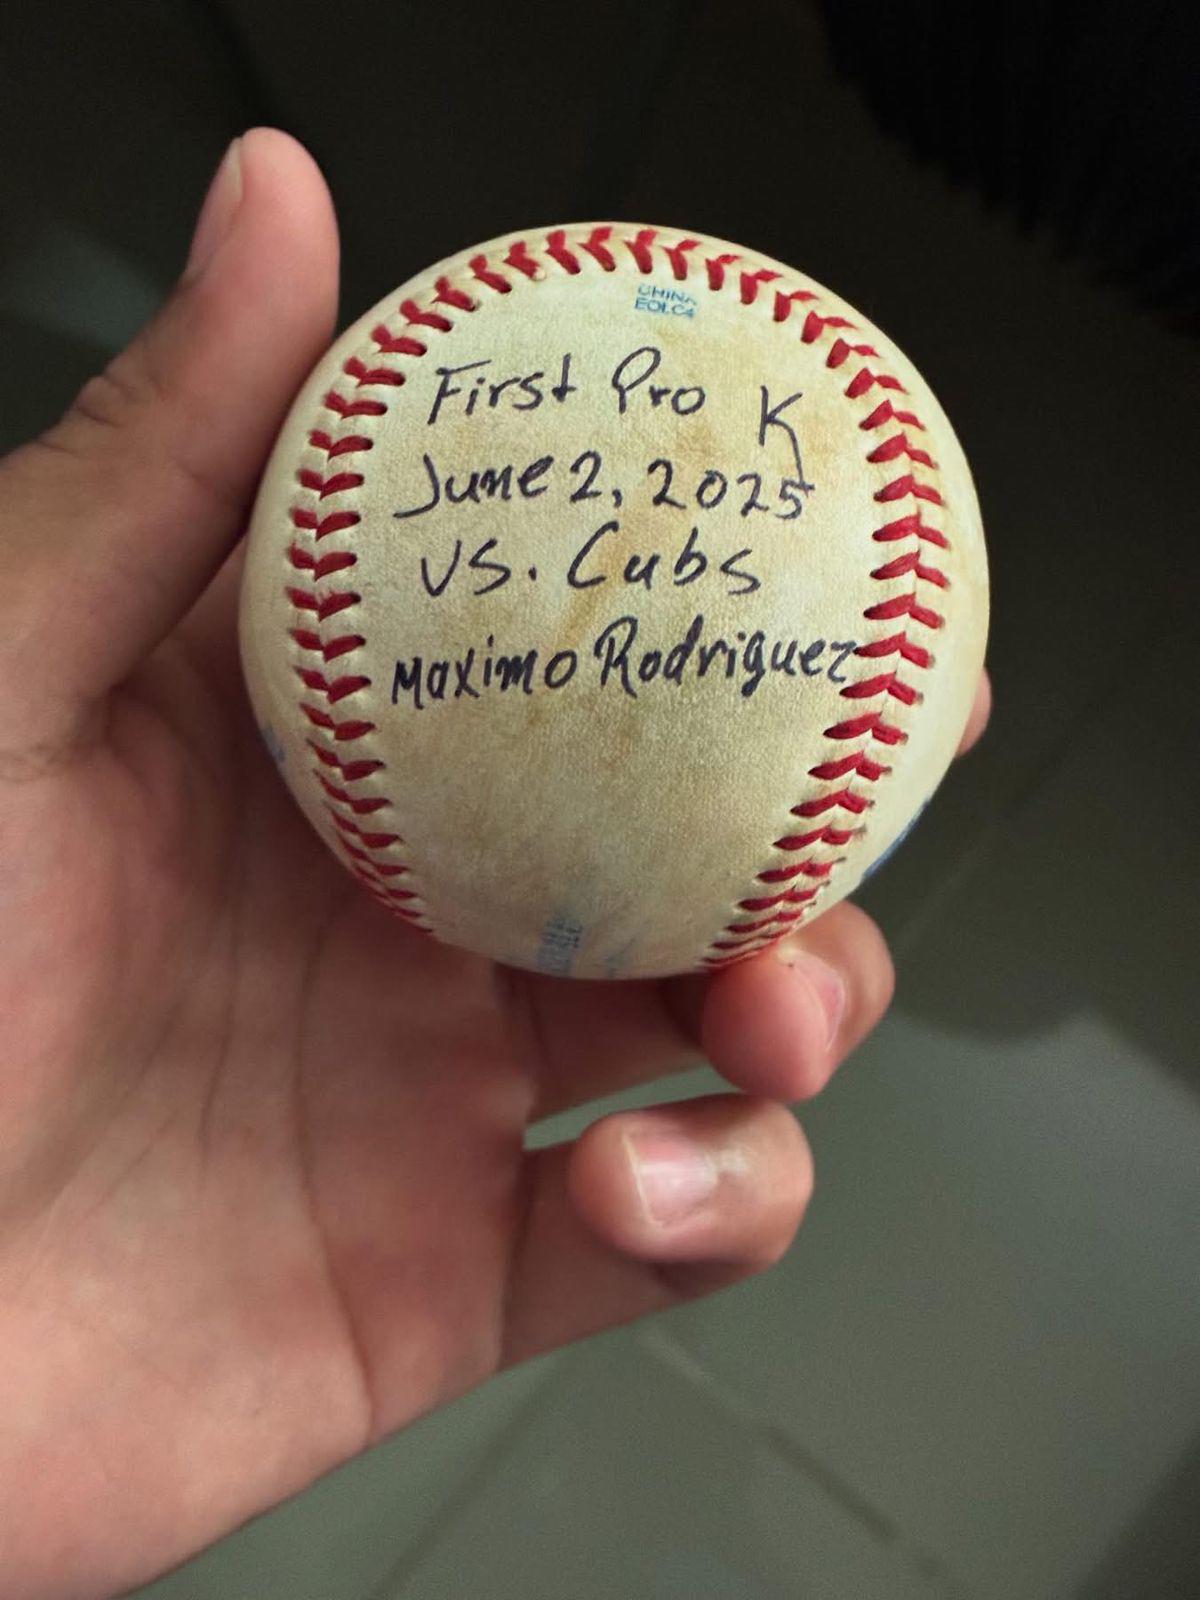 CHINA
EOLC4
First Pro K
June 2, 2025
vs. Cubs
Maximo Rodriguez